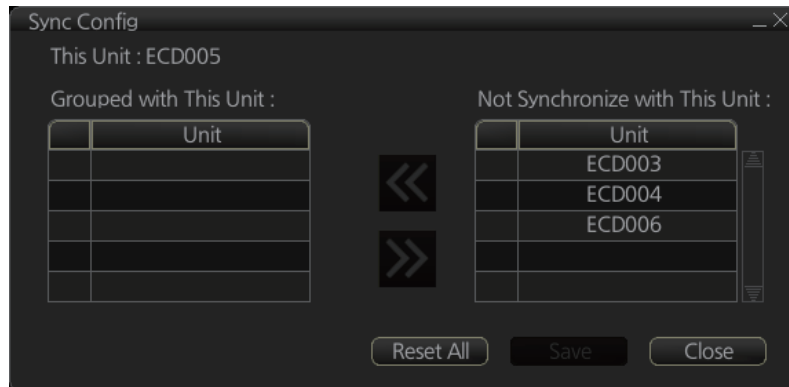 Sync Config
This Unit : ECD005
Grouped with This Unit :
Not Synchronize with This Unit :
Unit
Unit
ECD003
ECD004
ECD006
Reset All
Save
Close